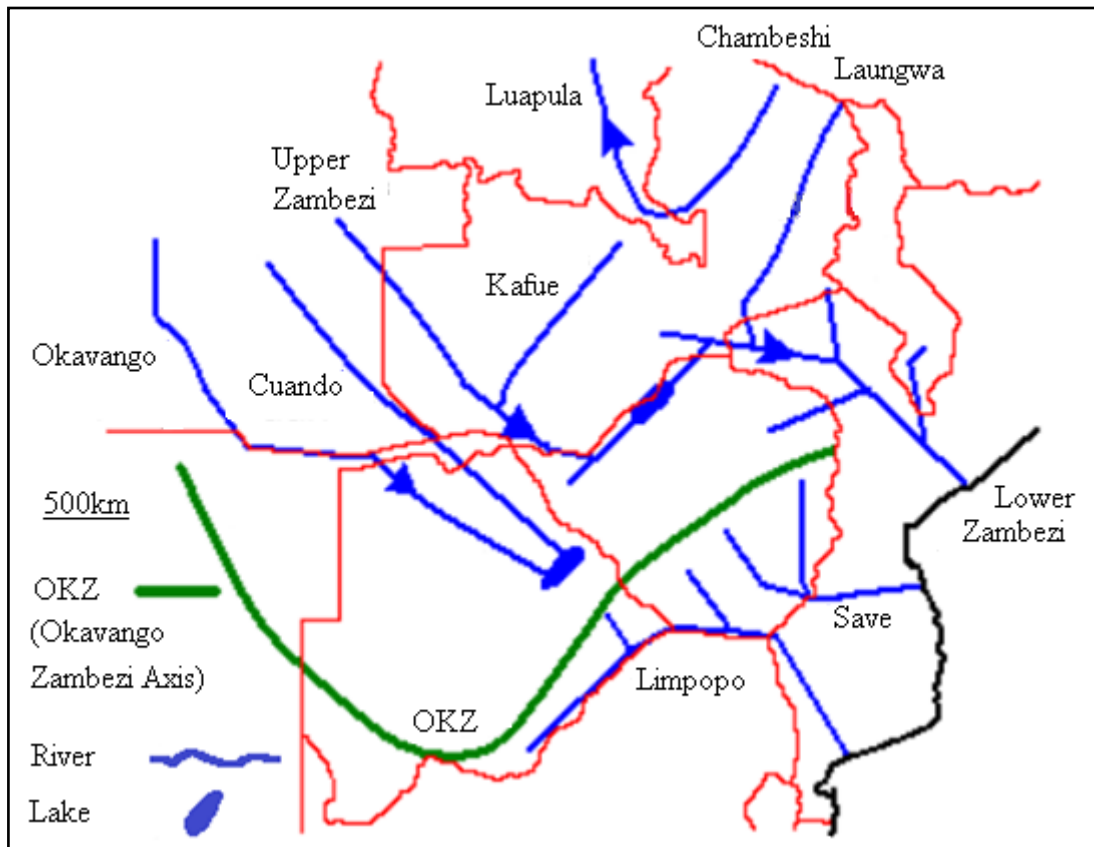 Chambeshi
Laungwa
Luapula
Upper
Zambezi
Kafue
Okavango
Cuando
500km
Lower
Zambezi
OKZ
(Okavango
Zambezi Axis)
Save
Limpopo
OKZ
River
Lake